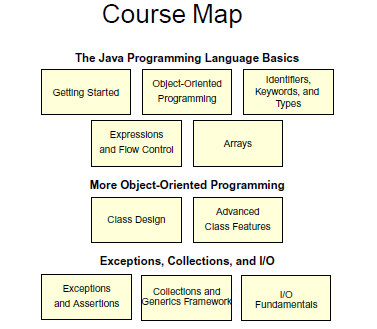 Course Map
The Java Programming Language Basics
Getting Started
Object-Oriented
Programming
Identifiers,
Keywords, and
Types
Expressions
and Flow Control
Arrays
More Object-Oriented Programming
Class Design
Advanced
Class Features
Exceptions, Collections, and I/O
Exceptions
and Assertions
Collections and
Generics Framework
I/O
Fundamentals